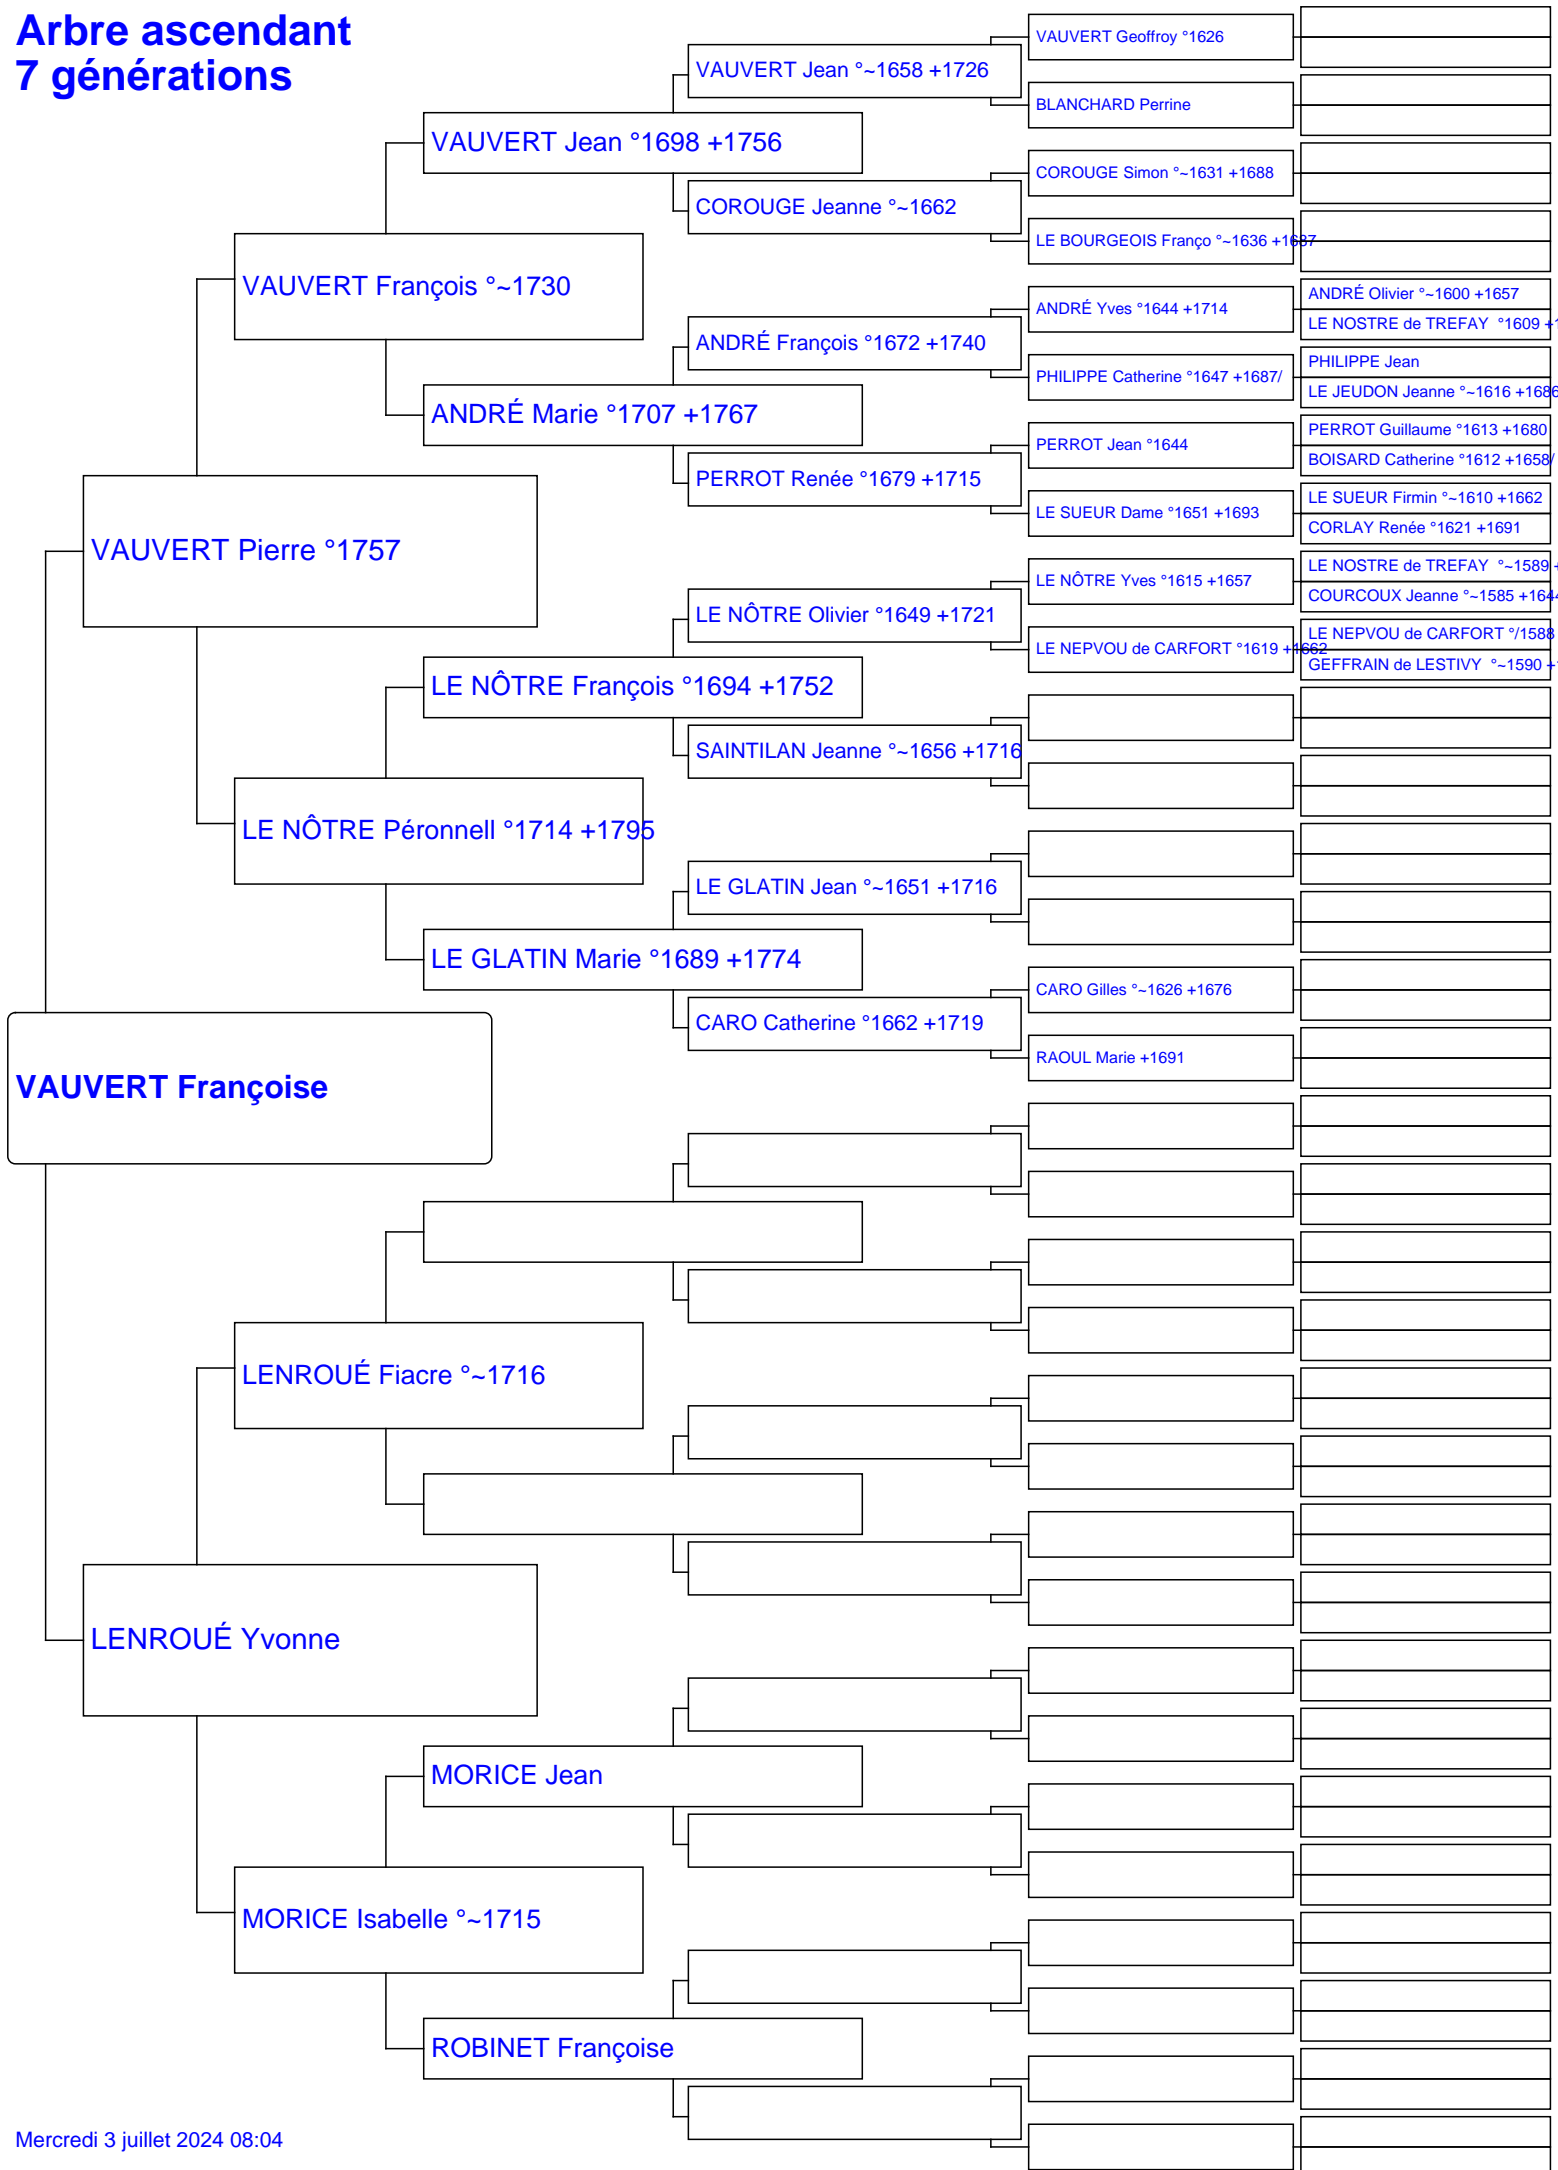 Arbre ascendant
7 générations
VAUVERT Françoise
VAUVERT Pierre °1757
LENROUÉ Yvonne
VAUVERT François °~1730
LE NÔTRE Péronnell °1714 +1795
LENROUÉ Fiacre °~1716
MORICE Isabelle °~1715
VAUVERT Jean °1698 +1756
ANDRÉ Marie °1707 +1767
LE NÔTRE François °1694 +1752
LE GLATIN Marie °1689 +1774
MORICE Jean
ROBINET Françoise
VAUVERT Jean °~1658 +1726
COROUGE Jeanne °~1662
ANDRÉ François °1672 +1740
PERROT Renée °1679 +1715
LE NÔTRE Olivier °1649 +1721
SAINTILAN Jeanne °~1656 +1716
LE GLATIN Jean °~1651 +1716
CARO Catherine °1662 +1719
VAUVERT Geoffroy °1626
BLANCHARD Perrine
COROUGE Simon °~1631 +1688
LE BOURGEOIS Franço °~1636 +1687
ANDRÉ Yves °1644 +1714
PHILIPPE Catherine °1647 +1687/
PERROT Jean °1644
LE SUEUR Dame °1651 +1693
LE NÔTRE Yves °1615 +1657
LE NEPVOU de CARFORT °1619 +1662
CARO Gilles °~1626 +1676
RAOUL Marie +1691
ANDRÉ Olivier °~1600 +1657
LE NOSTRE de TREFAY °1609 +1
PHILIPPE Jean
LE JEUDON Jeanne °~1616 +1686
PERROT Guillaume °1613 +1680
BOISARD Catherine °1612 +1658/
LE SUEUR Firmin °~1610 +1662
CORLAY Renée °1621 +1691
LE NOSTRE de TREFAY °~1589 +
COURCOUX Jeanne °~1585 +1644
LE NEPVOU de CARFORT °/1588
GEFFRAIN de LESTIVY °~1590 +
Mercredi 3 juillet 2024 08:04